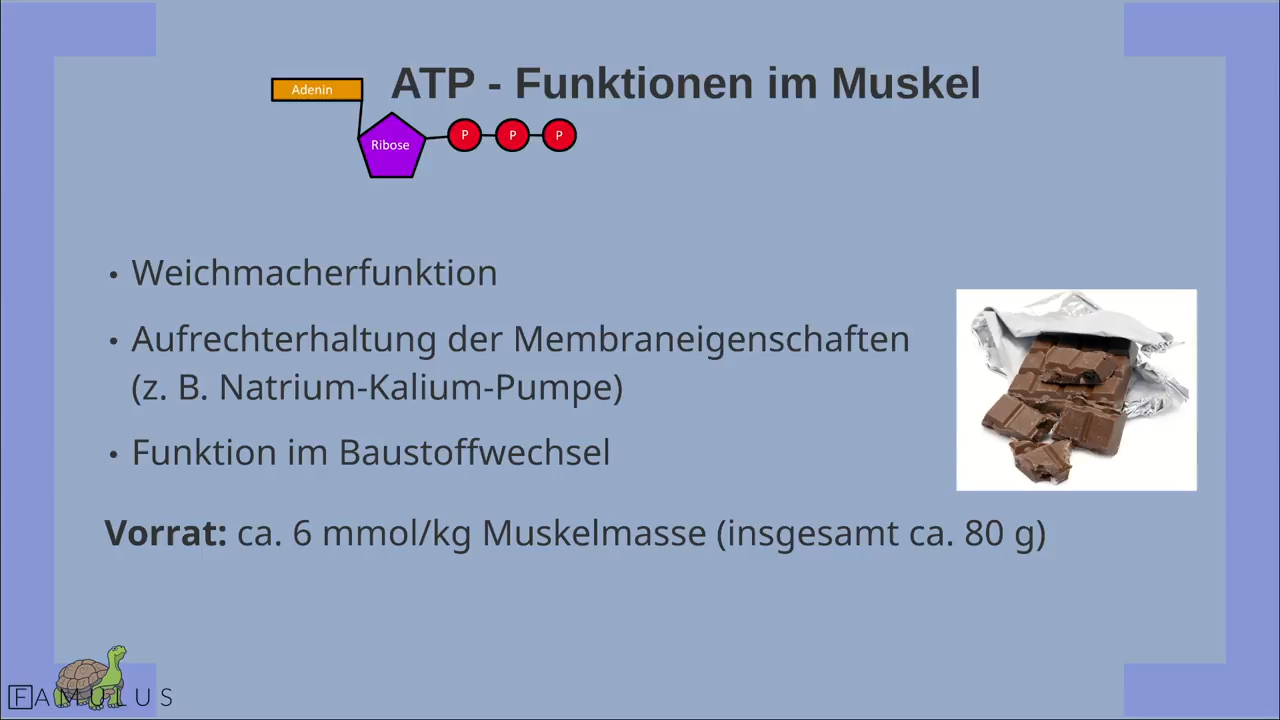 ATP - Funktionen im Muskel
Adenin
Ribose
P
P
P
• Weichmacherfunktion
• Aufrechterhaltung der Membraneigenschaften
(z. B. Natrium-Kalium-Pumpe)
• Funktion im Baustoffwechsel
Vorrat: ca. 6 mmol/kg Muskelmasse (insgesamt ca. 80 g)
FAMULUS